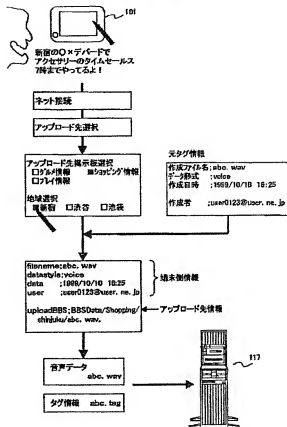 101
新宿の〇×デパートで
アクセサリーのタイムセールス
7時までやってるよ!
ネット接続
アップロード先選択
アップロード先掲示板選択
□グルメ情報 ■ショッピング情報
□プレイ情報
地域選択
■新宿 □渋谷 □池袋
元タグ情報
作成ファイル名;abc. wav
データ形式 ;voice
作成日時 ;1999/10/10 16:25
作成者 ;user0123@user. ne. jp
filename;abc. wav
datastyle;voice
data ;1999/10/10 16:25
user ;user0123@user. ne. jp
端末側情報
uploadBBS;BBSData/Shopping/
shinjuku/abc. wav.
アップロード先情報
音声データ
abc. wav
タグ情報 abc. tag
117